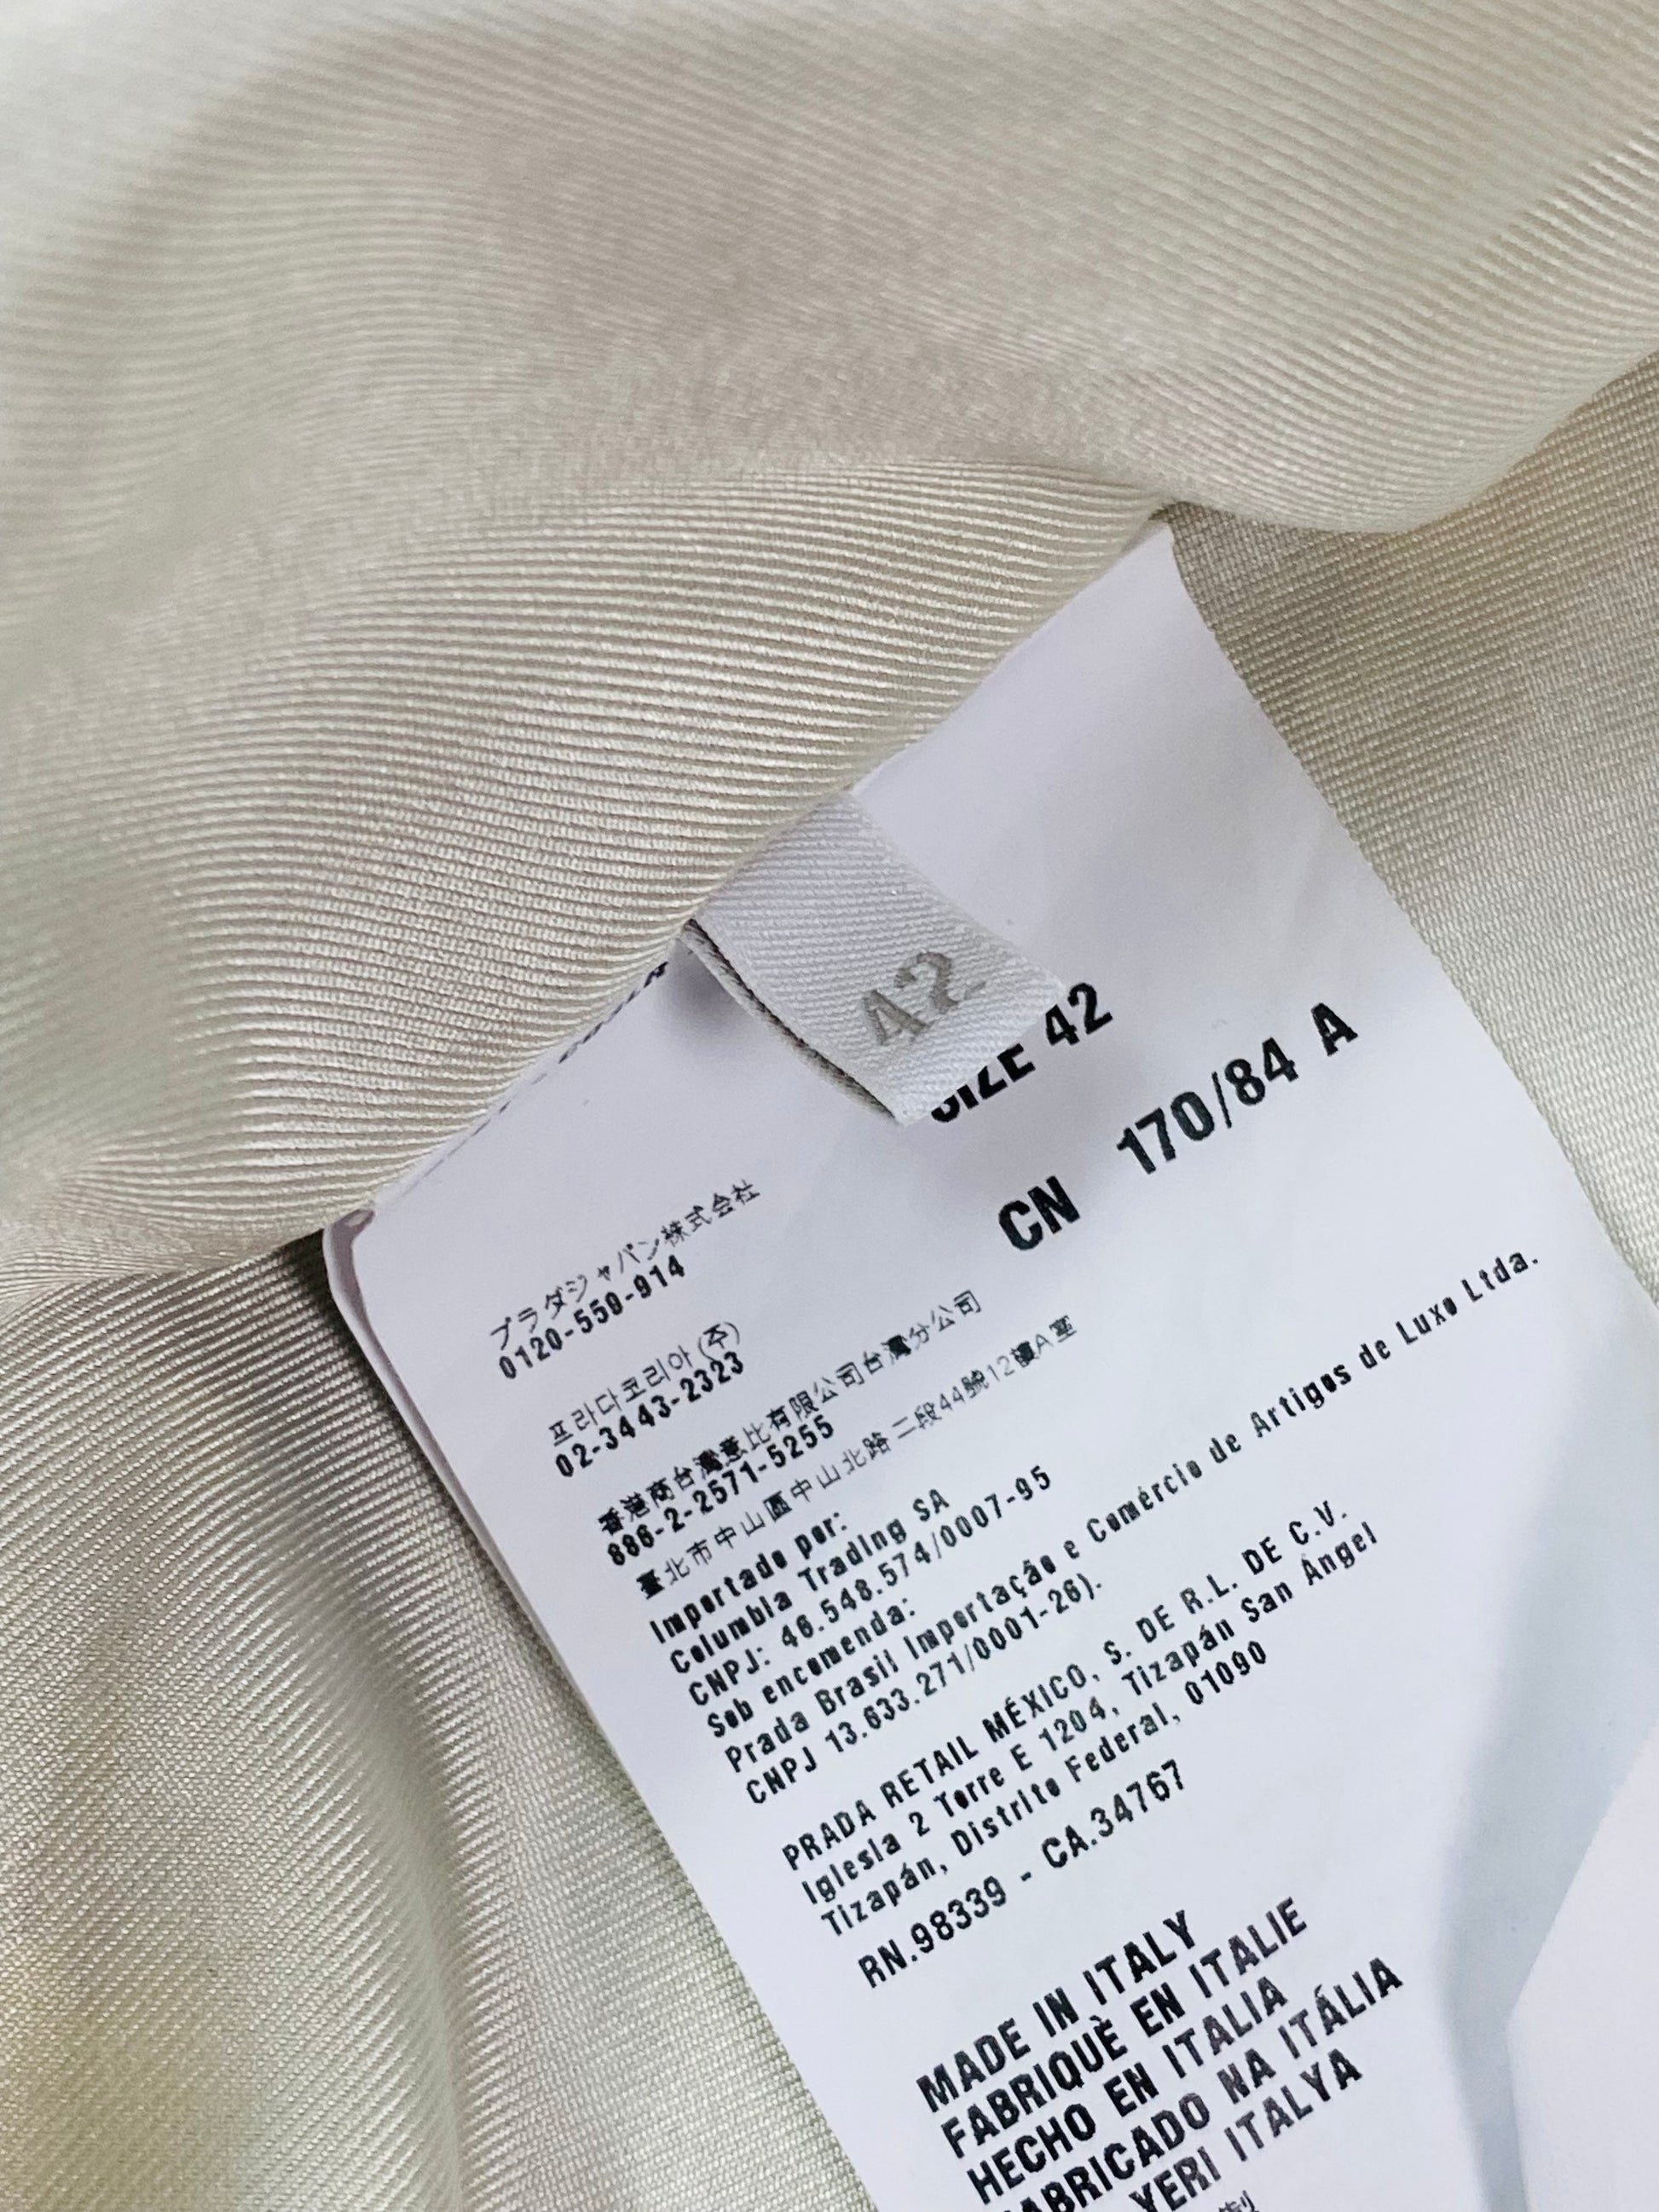 42
SIZE 42
CN 170/84 A
プラダジャパン株式会社
0120-559-914
프라다코리아 (주)
02-3443-2323
香港商台灣意比有限公司台灣分公司
886-2-2571-5255
臺北市中山區中山北路二段44號12樓A室
Importado por:
Columbia Trading SA
CNPJ: 46.548.574/0007-95
Sob encomenda:
Prada Brasil Importação e Comércio de Artigos de Luxo Ltda.
CNPJ 13.633.271/0001-26).
PRADA RETAIL MÉXICO, S. DE R.L. DE C.V.
Iglesia 2 Torre E 1204, Tizapán San Ángel
Tizapán, Distrito Federal, 01090
RN.98339 - CA.34767
MADE IN ITALY
FABRIQUÈ EN ITALIE
HECHO EN ITALIA
FABRICADO NA ITÁLIA
YERI ITALYA